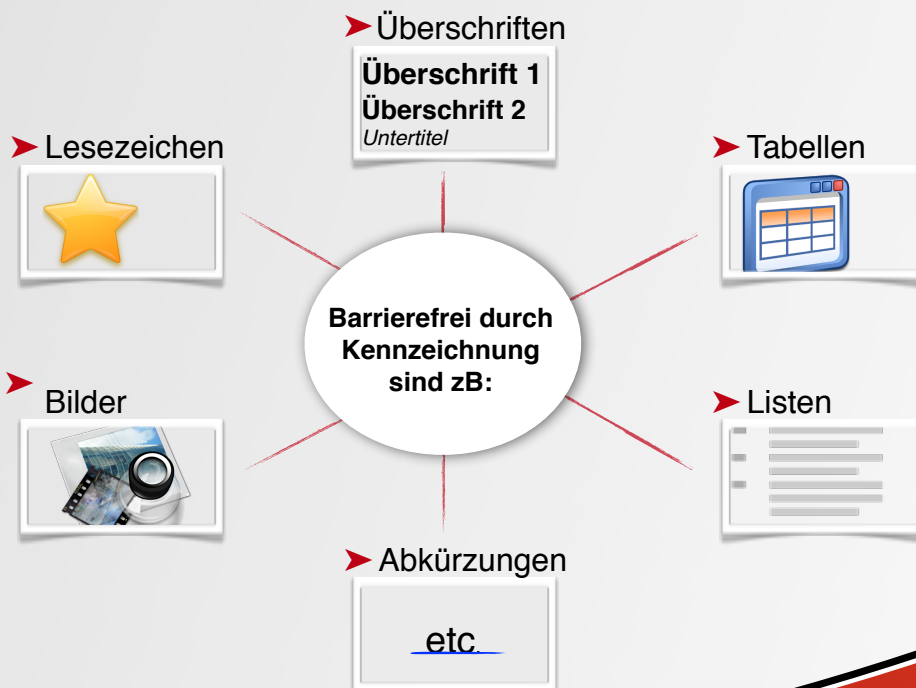 ➤ Überschriften
Überschrift 1
Überschrift 2
Untertitel
➤ Lesezeichen
➤ Tabellen
Barrierefrei durch
Kennzeichnung
sind zB:
➤ Bilder
➤ Listen
➤ Abkürzungen
etc.